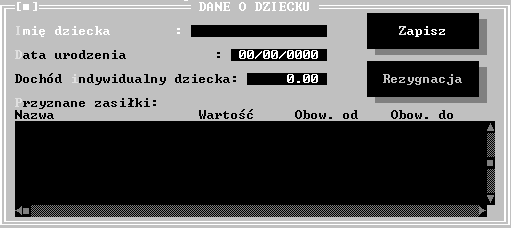 DANE O DZIECKU
Imię dziecka :
Zapisz
Data urodzenia : 00/00/0000
Dochód indywidualny dziecka: 0.00
Rezygnacja
Przyznane zasiłki:
Nazwa Wartość Obow. od Obow. do